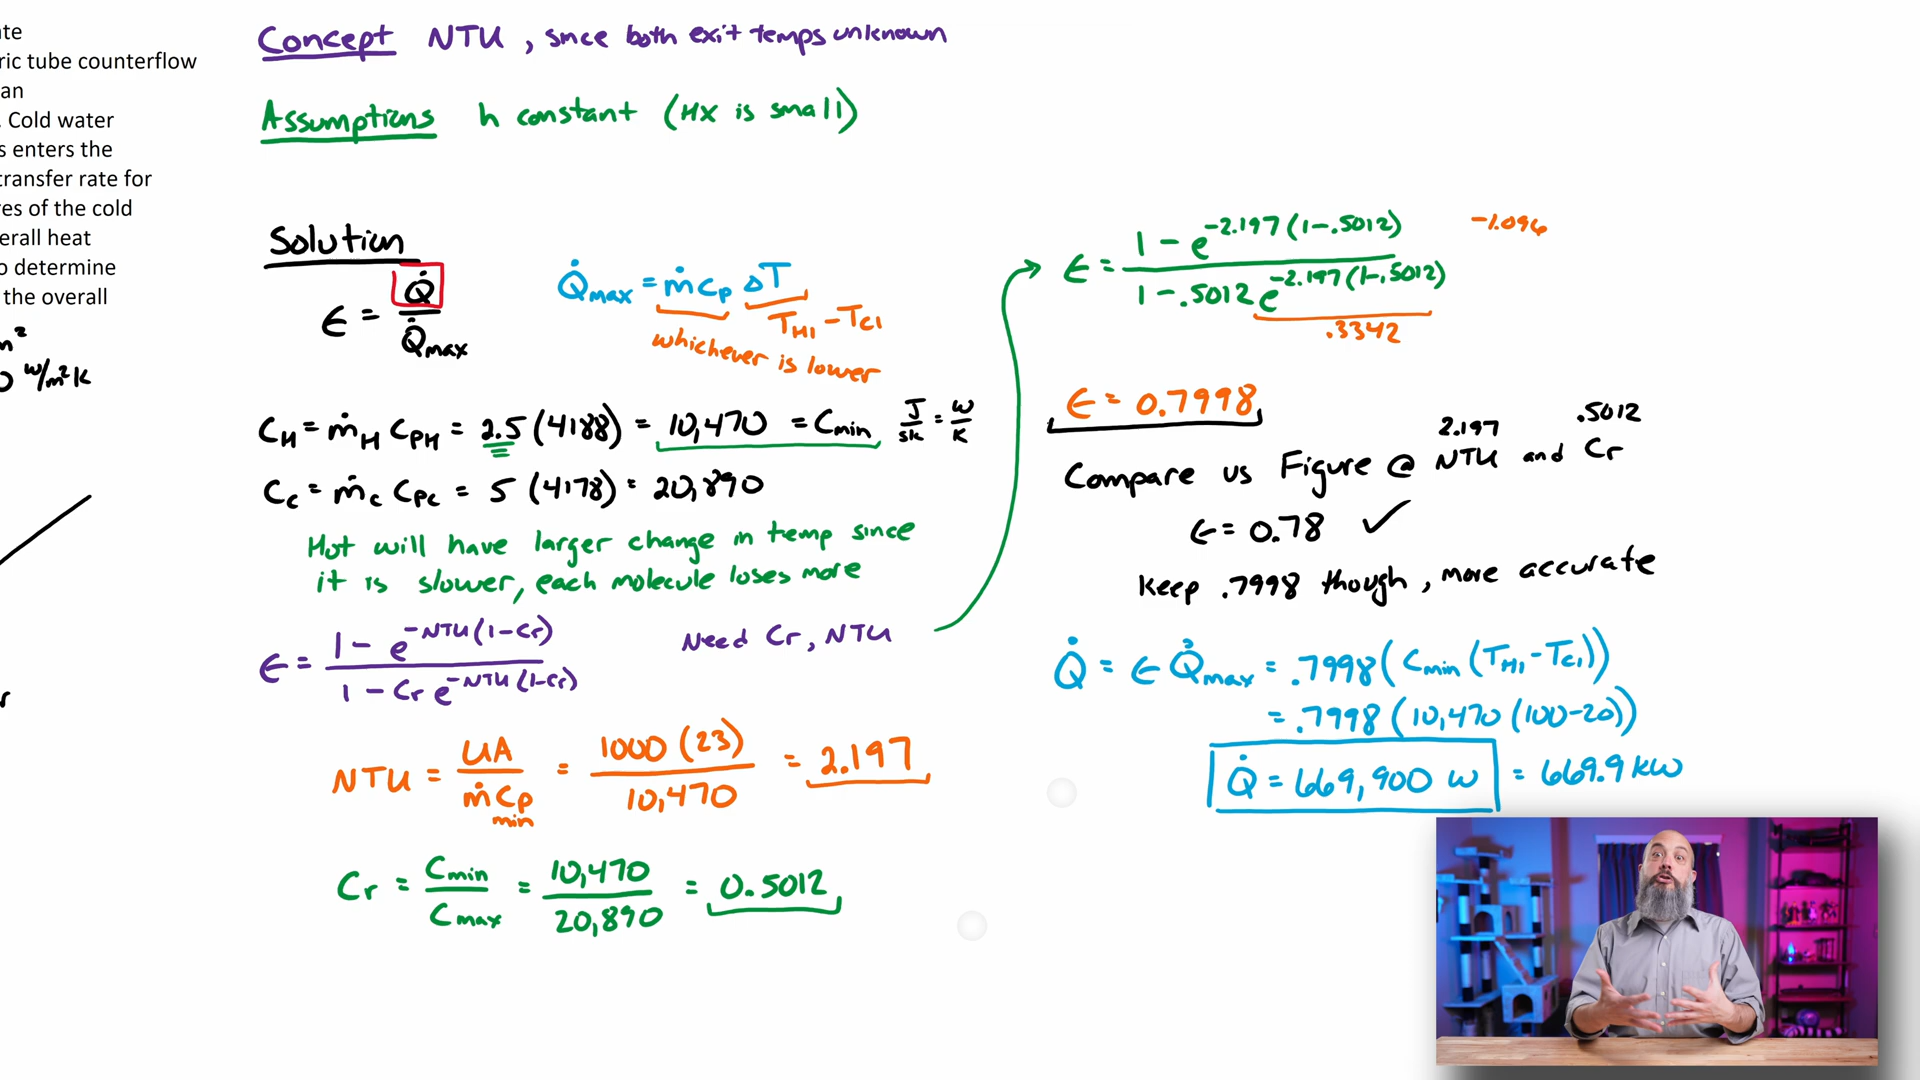 te
ric tube counterflow
an
. Cold water
s enters the
transfer rate for
res of the cold
erall heat
o determine
the overall
m²
0 w/m²k
r
Concept NTU, since both exit temps unknown
Assumptions h constant (HX is small)
Solution
ϵ = Q̇ / Q̇max
Q̇max = ṁ cp ΔT
TH1 - TC1
whichever is lower
CH = ṁH CPH = 2.5 (4188) = 10,470 = Cmin J/sk = W/K
Cc = ṁc CPc = 5 (4178) = 20,890
Hot will have larger change in temp since
it is slower, each molecule loses more
ϵ = 1 - e^-NTU(1-Cr) / 1 - Cr e^-NTU(1-Cr)
Need Cr, NTU
NTU = UA / ṁ Cp min = 1000 (23) / 10,470 = 2.197
Cr = Cmin / Cmax = 10,470 / 20,890 = 0.5012
ϵ = 1 - e^-2.197(1-.5012) / 1 - .5012 e^-2.197(1-.5012)
-1.096
.3342
ϵ = 0.7998
2.197 .5012
Compare vs Figure @ NTU and Cr
ϵ = 0.78 ✓
Keep .7998 though, more accurate
Q̇ = ϵ Q̇max = .7998 (Cmin (TH1 - TC1))
= .7998 (10,470 (100-20))
Q̇ = 669,900 W = 669.9 kW